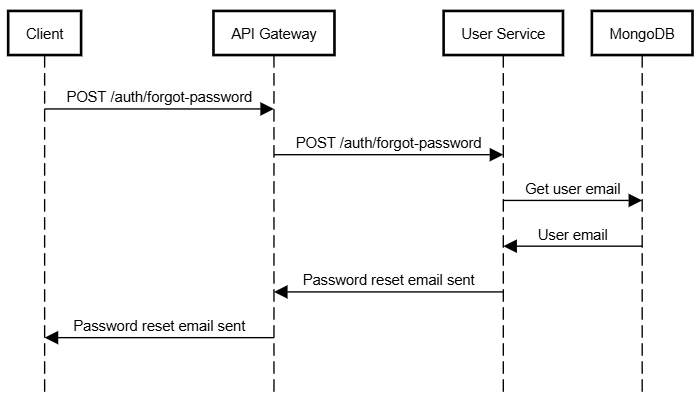 Client
API Gateway
User Service
MongoDB
POST /auth/forgot-password
POST /auth/forgot-password
Get user email
User email
Password reset email sent
Password reset email sent